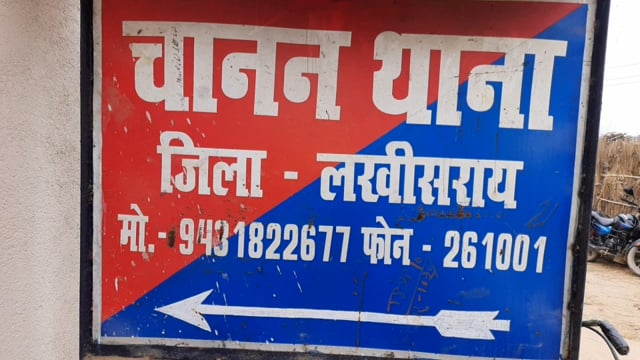 चानन थाना
जिला - लखीसराय
मो.- 9431822677 फोन - 261001